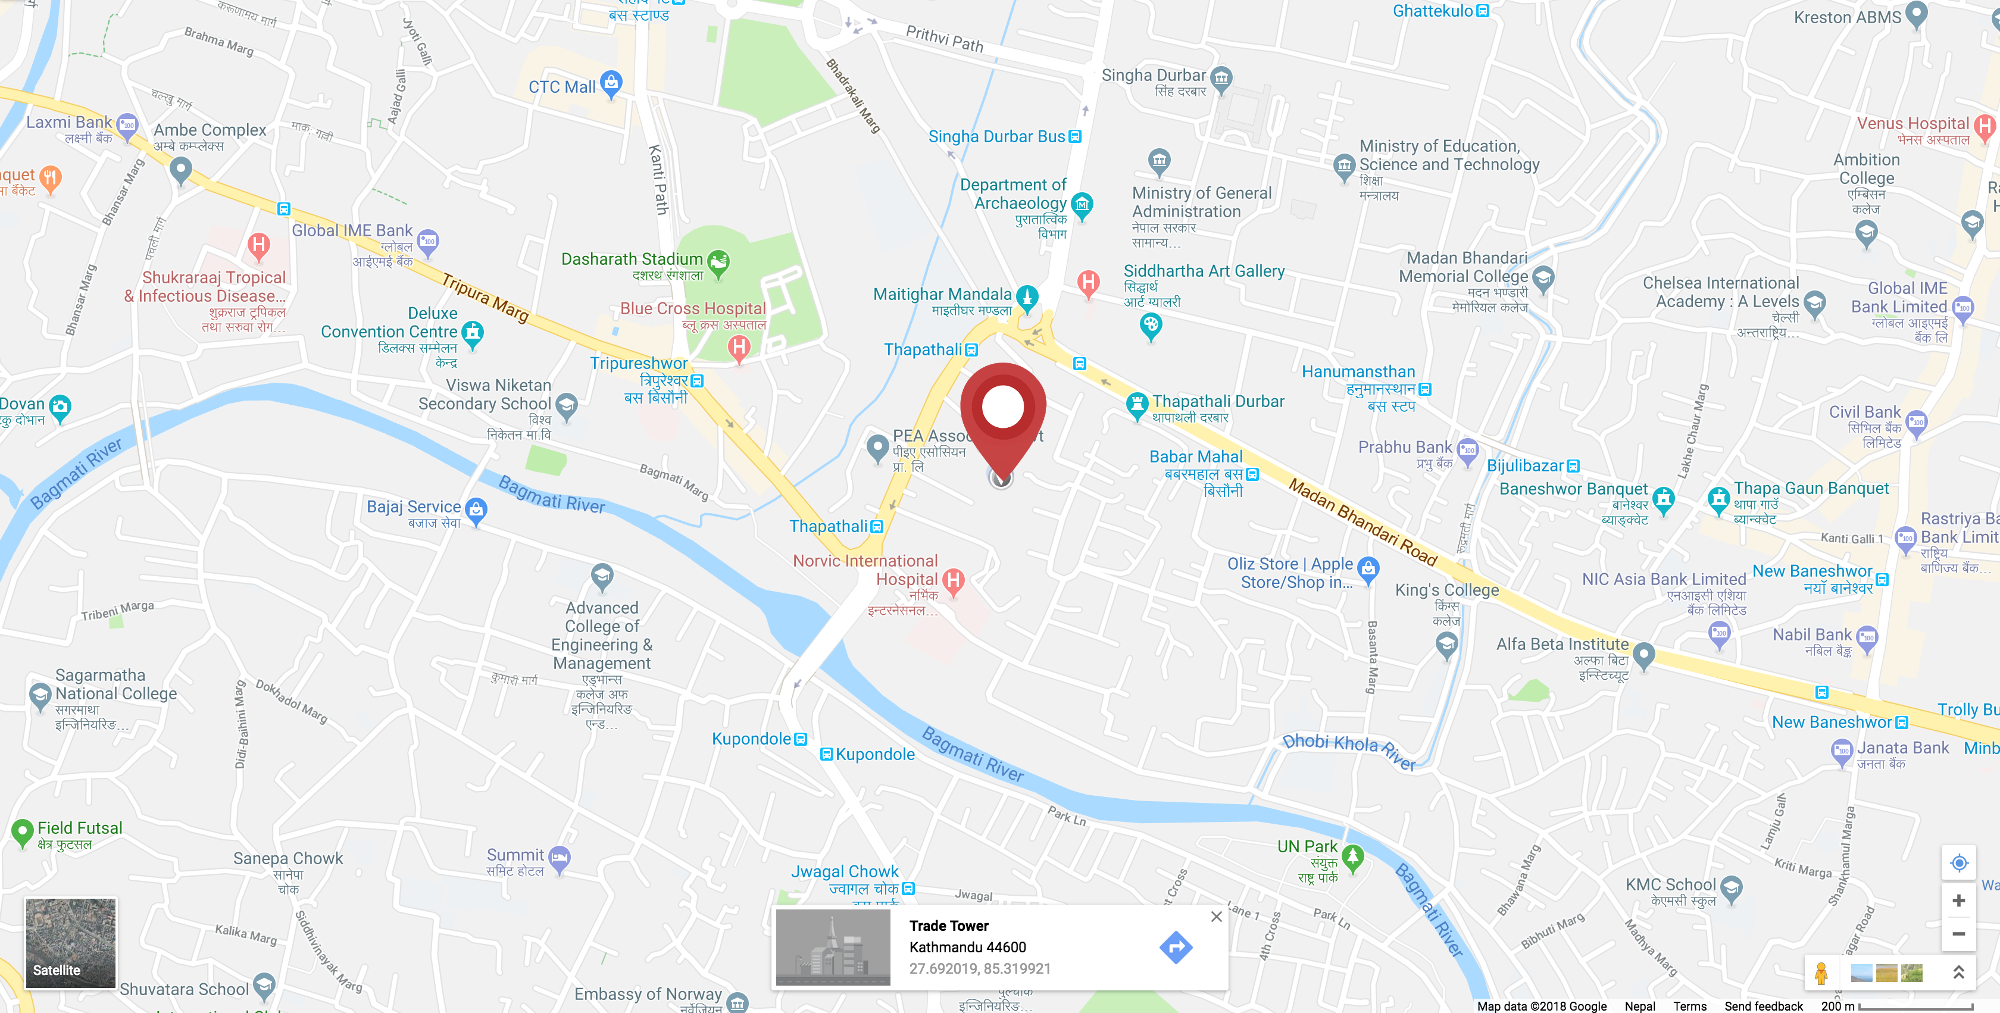 बस स्टाण्ड
Ghattekulo
Kreston ABMS
Brahma Marg
Jyoti Galli
Prithvi Path
Bhadrakali Marg
CTC Mall
Singha Durbar
सिंह दरबार
चल्खु मार्ग
Aajad Galli
Laxmi Bank
लक्ष्मी बैंक
Ambe Complex
अम्बे कम्प्लेक्स
Singha Durbar Bus
Venus Hospital
भेनस अस्पताल
Kanti Path
Ministry of Education,
Science and Technology
शिक्षा
मन्त्रालय
Ambition
College
एम्बिसन
कलेज
Department of
Archaeology
पुरातात्विक
विभाग
Ministry of General
Administration
नेपाल सरकार
सामान्य...
Bhansar Marg
पचली मार्ग
Global IME Bank
ग्लोबल
आईएमई बैंक
Dasharath Stadium
दशरथ रंगशाला
Shukraraaj Tropical
& Infectious Disease...
शुक्रराज ट्रपिकल
तथा सरुवा रोग...
Bhansar Marg
Tripura Marg
Siddhartha Art Gallery
सिद्धार्थ
आर्ट ग्यालरी
Madan Bhandari
Memorial College
मदन भण्डारी
मेमोरियल कलेज
Chelsea International
Academy : A Levels
चेल्सी
अन्तराष्ट्रिय...
Global IME
Bank Limited
ग्लोबल आइएमई
बैंक लि
Maitighar Mandala
माइतीघर मण्डला
Blue Cross Hospital
ब्लू क्रस अस्पताल
Deluxe
Convention Centre
डिलक्स सम्मेलन
केन्द्र
Thapathali
Tripureshwor
त्रिपुरेश्वर
बस बिसौनी
Hanumansthan
हनुमानस्थान
बस स्टप
Viswa Niketan
Secondary School
विश्व
निकेतन मा.वि
Thapathali Durbar
थापाथली दरबार
Lakhe Chaur Marg
Civil Bank
सिभिल बैंक
लिमिटेड
PEA Assoc
पीइए एसोसियन
प्रा. लि
Babar Mahal
बबरमहाल बस
बिसौनी
Prabhu Bank
प्रभु बैंक
Bijulibazar
Bagmati River
Bagmati Marg
Bagmati River
Bajaj Service
बजाज सेवा
Madan Bhandari Road
रुद्रमती मार्ग
Baneshwor Banquet
बानेश्वर
ब्याङ्क्वेट
Thapa Gaun Banquet
थापा गाउँ
ब्यान्क्वेट
Thapathali
Kanti Galli 1
राष्ट्रिय
बाणिज्य बैंक...
Norvic International
Hospital
नर्भिक
इन्टरनेसनल...
Oliz Store | Apple
Store/Shop in...
King's College
किंग्स
कलेज
NIC Asia Bank Limited
एनआइसी एशिया
बैंक लिमिटेड
New Baneshwor
नयाँ बानेश्वर
Tribeni Marga
Advanced
College of
Engineering &
Management
एड्भान्स
कलेज अफ
इन्जिनियरिङ
एन्ड...
Basanta Marg
Alfa Beta Institute
अल्फा बिटा
इन्स्टिच्यूट
Nabil Bank
नबिल बैङ्क
Sagarmatha
National College
सगरमाथा
इन्जिनियरिङ...
Dokhadol Marg
Didi-Baihini Marg
कुमारी मार्ग
Kupondole
Kupondole
Bagmati River
Dhobi Khola River
New Baneshwor
Janata Bank
जनता बैंक
Field Futsal
क्षेत्र फुटसल
Sanepa Chowk
सानेपा
चोक
Summit
समिट होटल
Park Ln
UN Park
संयुक्त
राष्ट्र पार्क
Kriti Marga
Shankhamul Marga
Jwagal Chowk
ज्वागल चोक
Jwagal
Lane 1
Park Ln
4th Cross
Bagmati River
Bhawana Marg
Bibhuti Marg
Madhya Marg
KMC School
केएमसी स्कुल
Kalika Marg
Siddhivinayak Marg
Shuvatara School
Embassy of Norway
Satellite
Trade Tower
Kathmandu 44600
27.692019, 85.319921
इन्जिनियरिङ...
Map data ©2018 Google Nepal Terms Send feedback 200 m